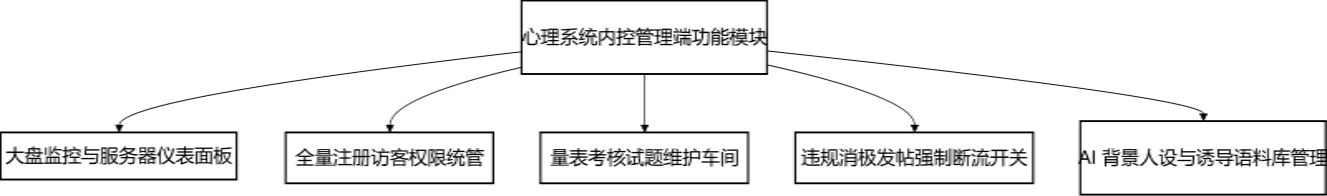 心理系统内控管理端功能模块
大盘监控与服务器仪表面板
全量注册访客权限统管
量表考核试题维护车间
违规消极发帖强制断流开关
AI 背景人设与诱导语料库管理